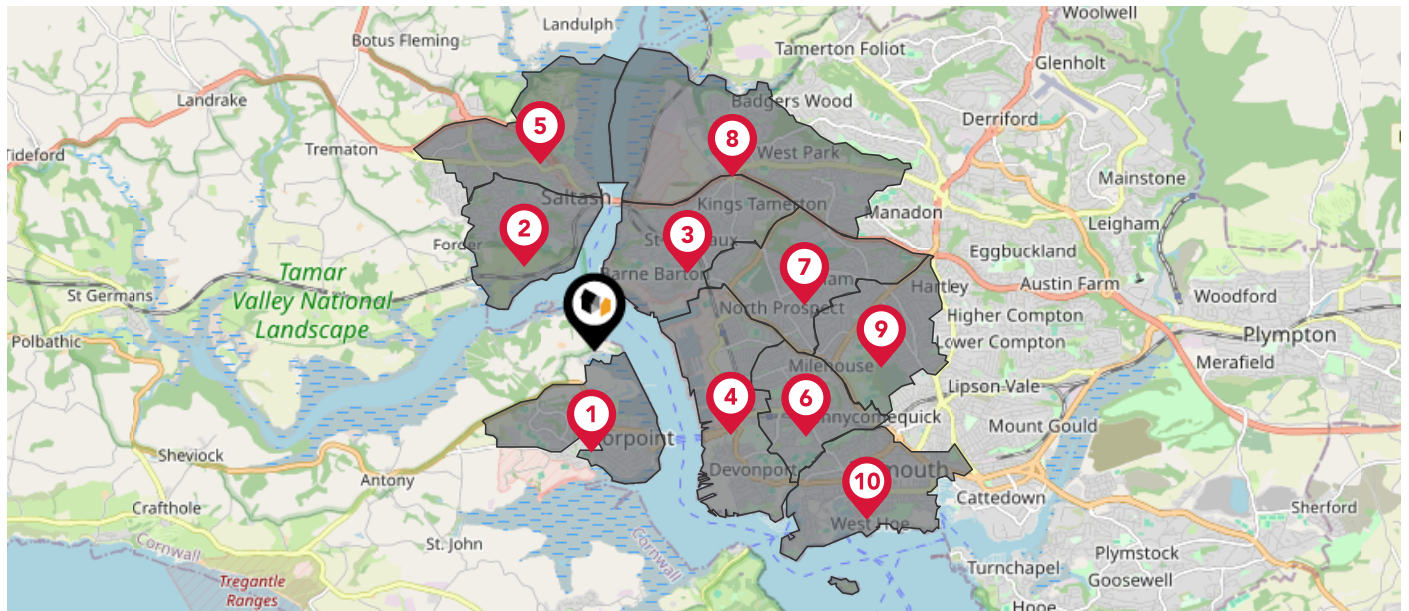 Landulph
Woolwell
Botus Fleming
Tamerton Foliot
Glenholt
Landrake
Badgers Wood
Derriford
5
8
Trematon
West Park
Tideford
Mainstone
Saltash
Kings Tamerton
Manadon
Leigham
2
3
Forder
Eggbuckland
7
Tamar
Valley National
Landscape
Barne Barton
Austin Farm
St Germans
North Prospect
Hartley
Woodford
Higher Compton
9
Plympton
Polbathic
Lower Compton
Merafield
Milehouse
Lipson Vale
1
4
6
Mount Gould
Sheviock
Devonport
Antony
10
Cattedown
Crafthole
West Hoe
Sherford
Cornwall
St. John
Cornwall
Plymstock
Turnchapel
Goosewell
Tregantle
Ranges
Hooe